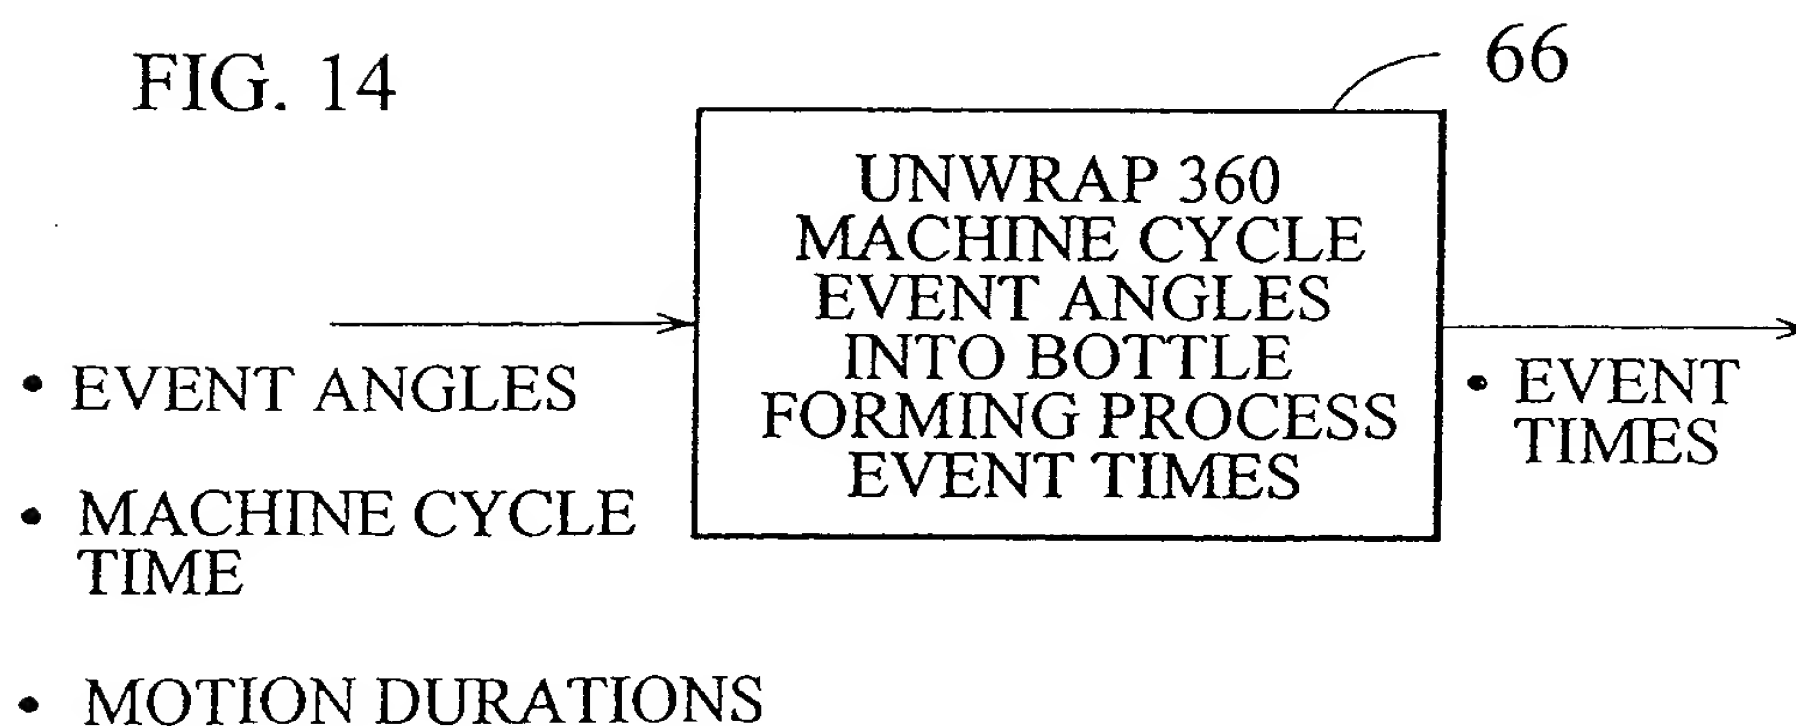 FIG. 14
66
UNWRAP 360
MACHINE CYCLE
EVENT ANGLES
INTO BOTTLE
FORMING PROCESS
EVENT TIMES
• EVENT ANGLES
• MACHINE CYCLE
TIME
• MOTION DURATIONS
• EVENT
TIMES